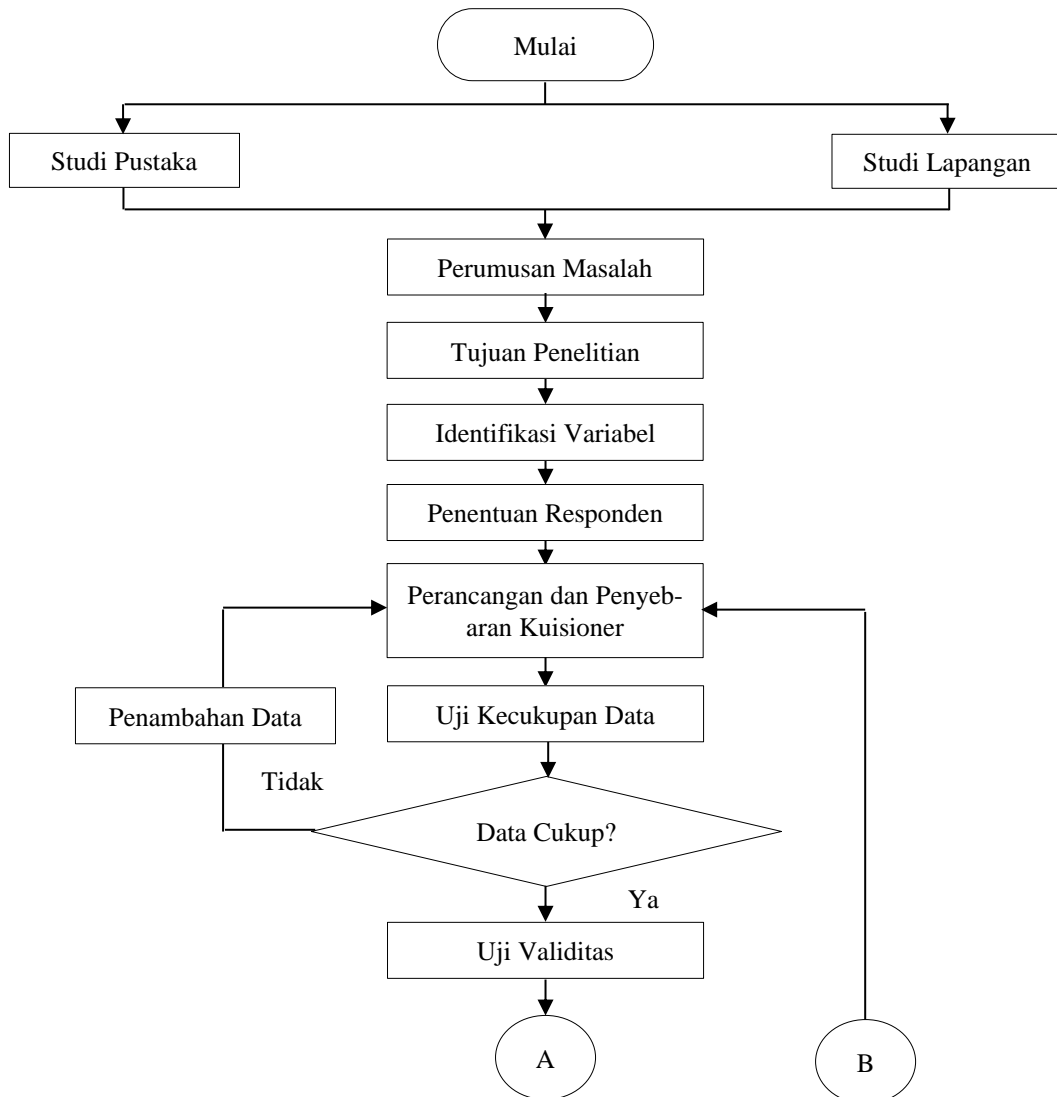 Mulai
Studi Pustaka
Studi Lapangan
Perumusan Masalah
Tujuan Penelitian
Identifikasi Variabel
Penentuan Responden
Perancangan dan Penyeb-
aran Kuisioner
Penambahan Data
Uji Kecukupan Data
Tidak
Data Cukup?
Ya
Uji Validitas
A
B